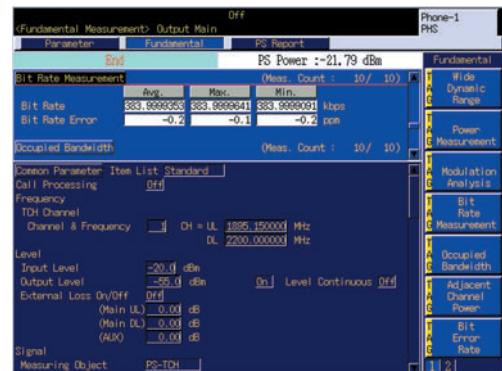 Off
Phone-1
<Fundamental Measurement> Output Main
PHS
Parameter Fundamental PS Report
End PS Power :-21.79 dBm Fundamental
Bit Rate Measurement (Meas. Count : 10/ 10)
Avg. Max. Min.
Bit Rate 383.9999353 383.9999641 383.9999091 kbps
Bit Rate Error -0.2 -0.1 -0.2 ppm
Occupied Bandwidth (Meas. Count : 10/ 10)
Common Parameter Item List Standard
Call Processing Off
Frequency
TCH Channel
Channel & Frequency 1 CH = UL 1895.150000 MHz
DL 2200.000000 MHz
Level
Input Level -20.0 dBm
Output Level -55.0 dBm On Level Continuous Off
External Loss On/Off Off
(Main UL) 0.00 dB
(Main DL) 0.00 dB
(AUX) 0.00 dB
Signal
Measuring Object PS-TCH
TAG Wide Dynamic Range
TAG Power Measurement
TAG Modulation Analysis
TAG Bit Rate Measurement
TAG Occupied Bandwidth
TAG Adjacent Channel Power
TAG Bit Error Rate
1 2